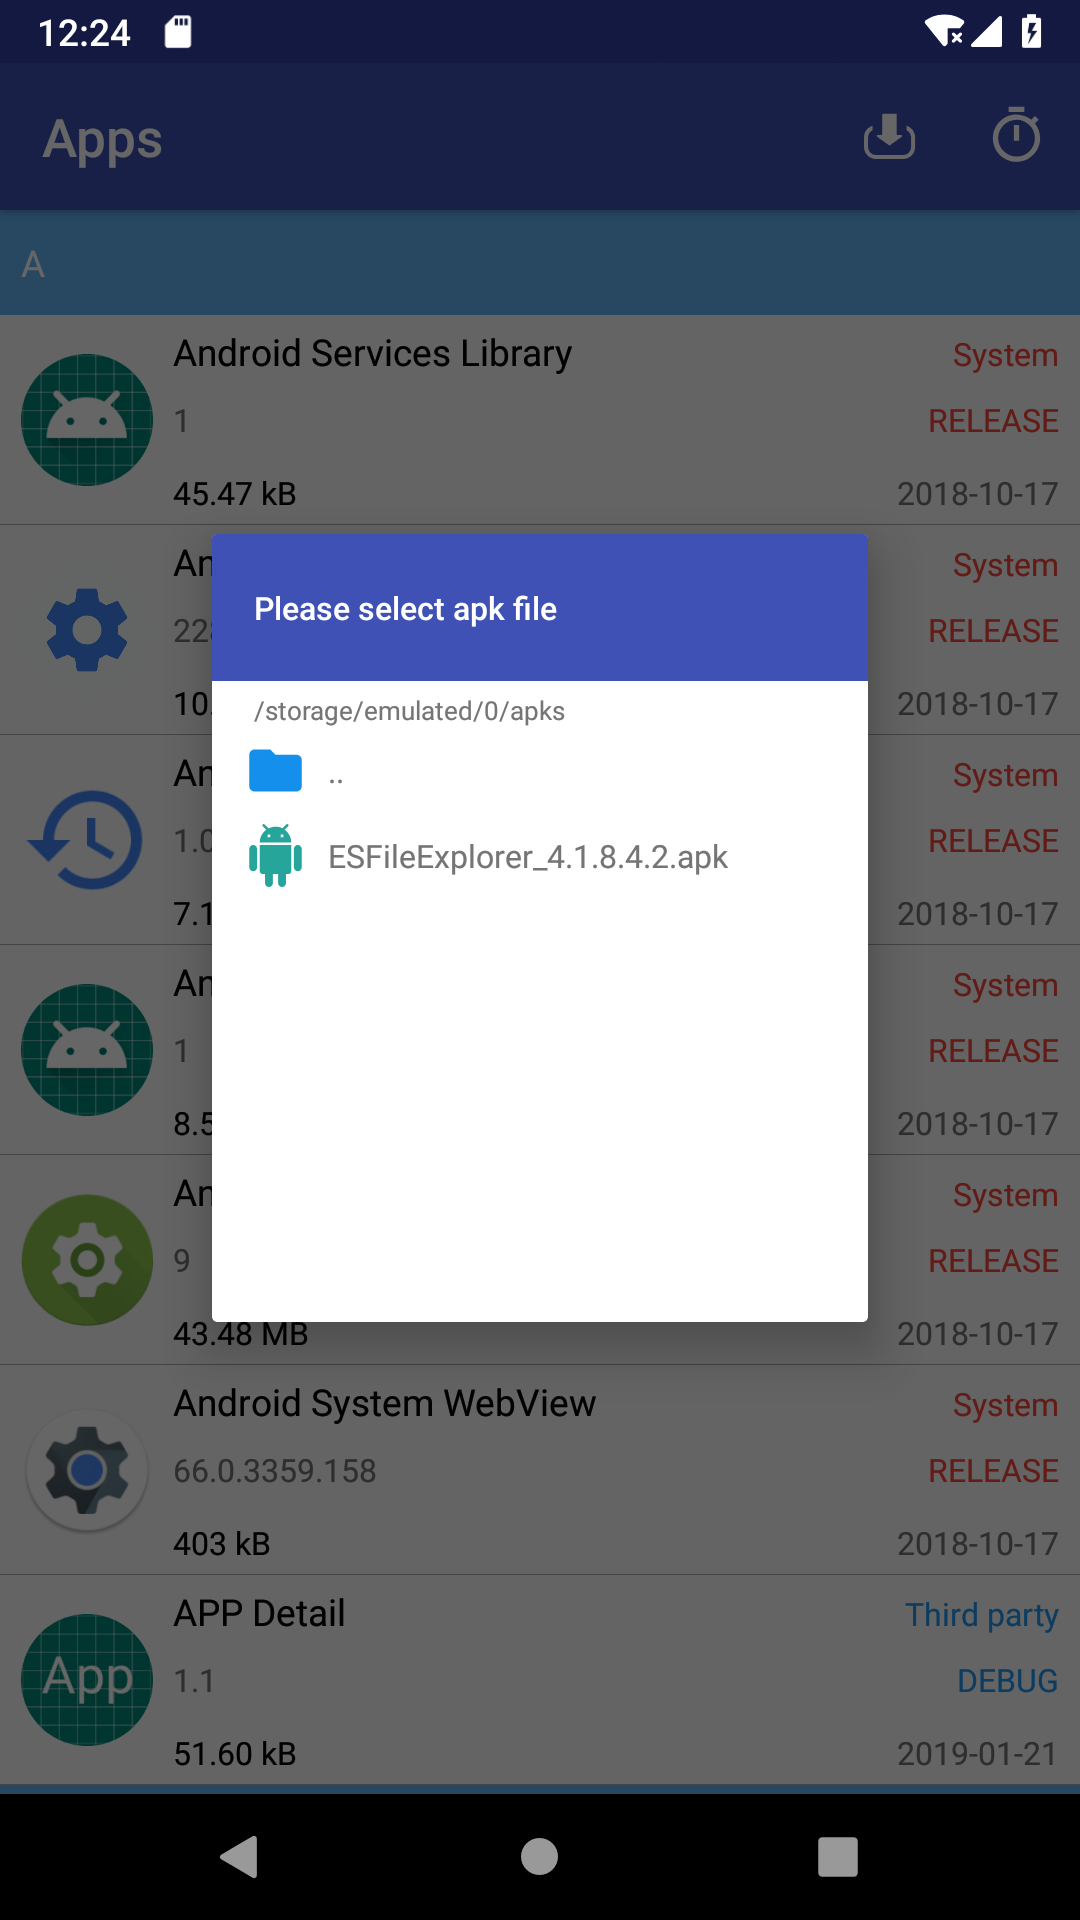 12:24
Apps
A
Android Services Library
System
1
RELEASE
45.47 kB
2018-10-17
An
System
228
RELEASE
10.
2018-10-17
An
System
1.0
RELEASE
7.1
2018-10-17
An
System
1
RELEASE
8.5
2018-10-17
An
System
9
RELEASE
43.48 MB
2018-10-17
Android System WebView
System
66.0.3359.158
RELEASE
403 kB
2018-10-17
APP Detail
Third party
App
1.1
DEBUG
51.60 kB
2019-01-21
Please select apk file
/storage/emulated/0/apks
..
ESFileExplorer_4.1.8.4.2.apk